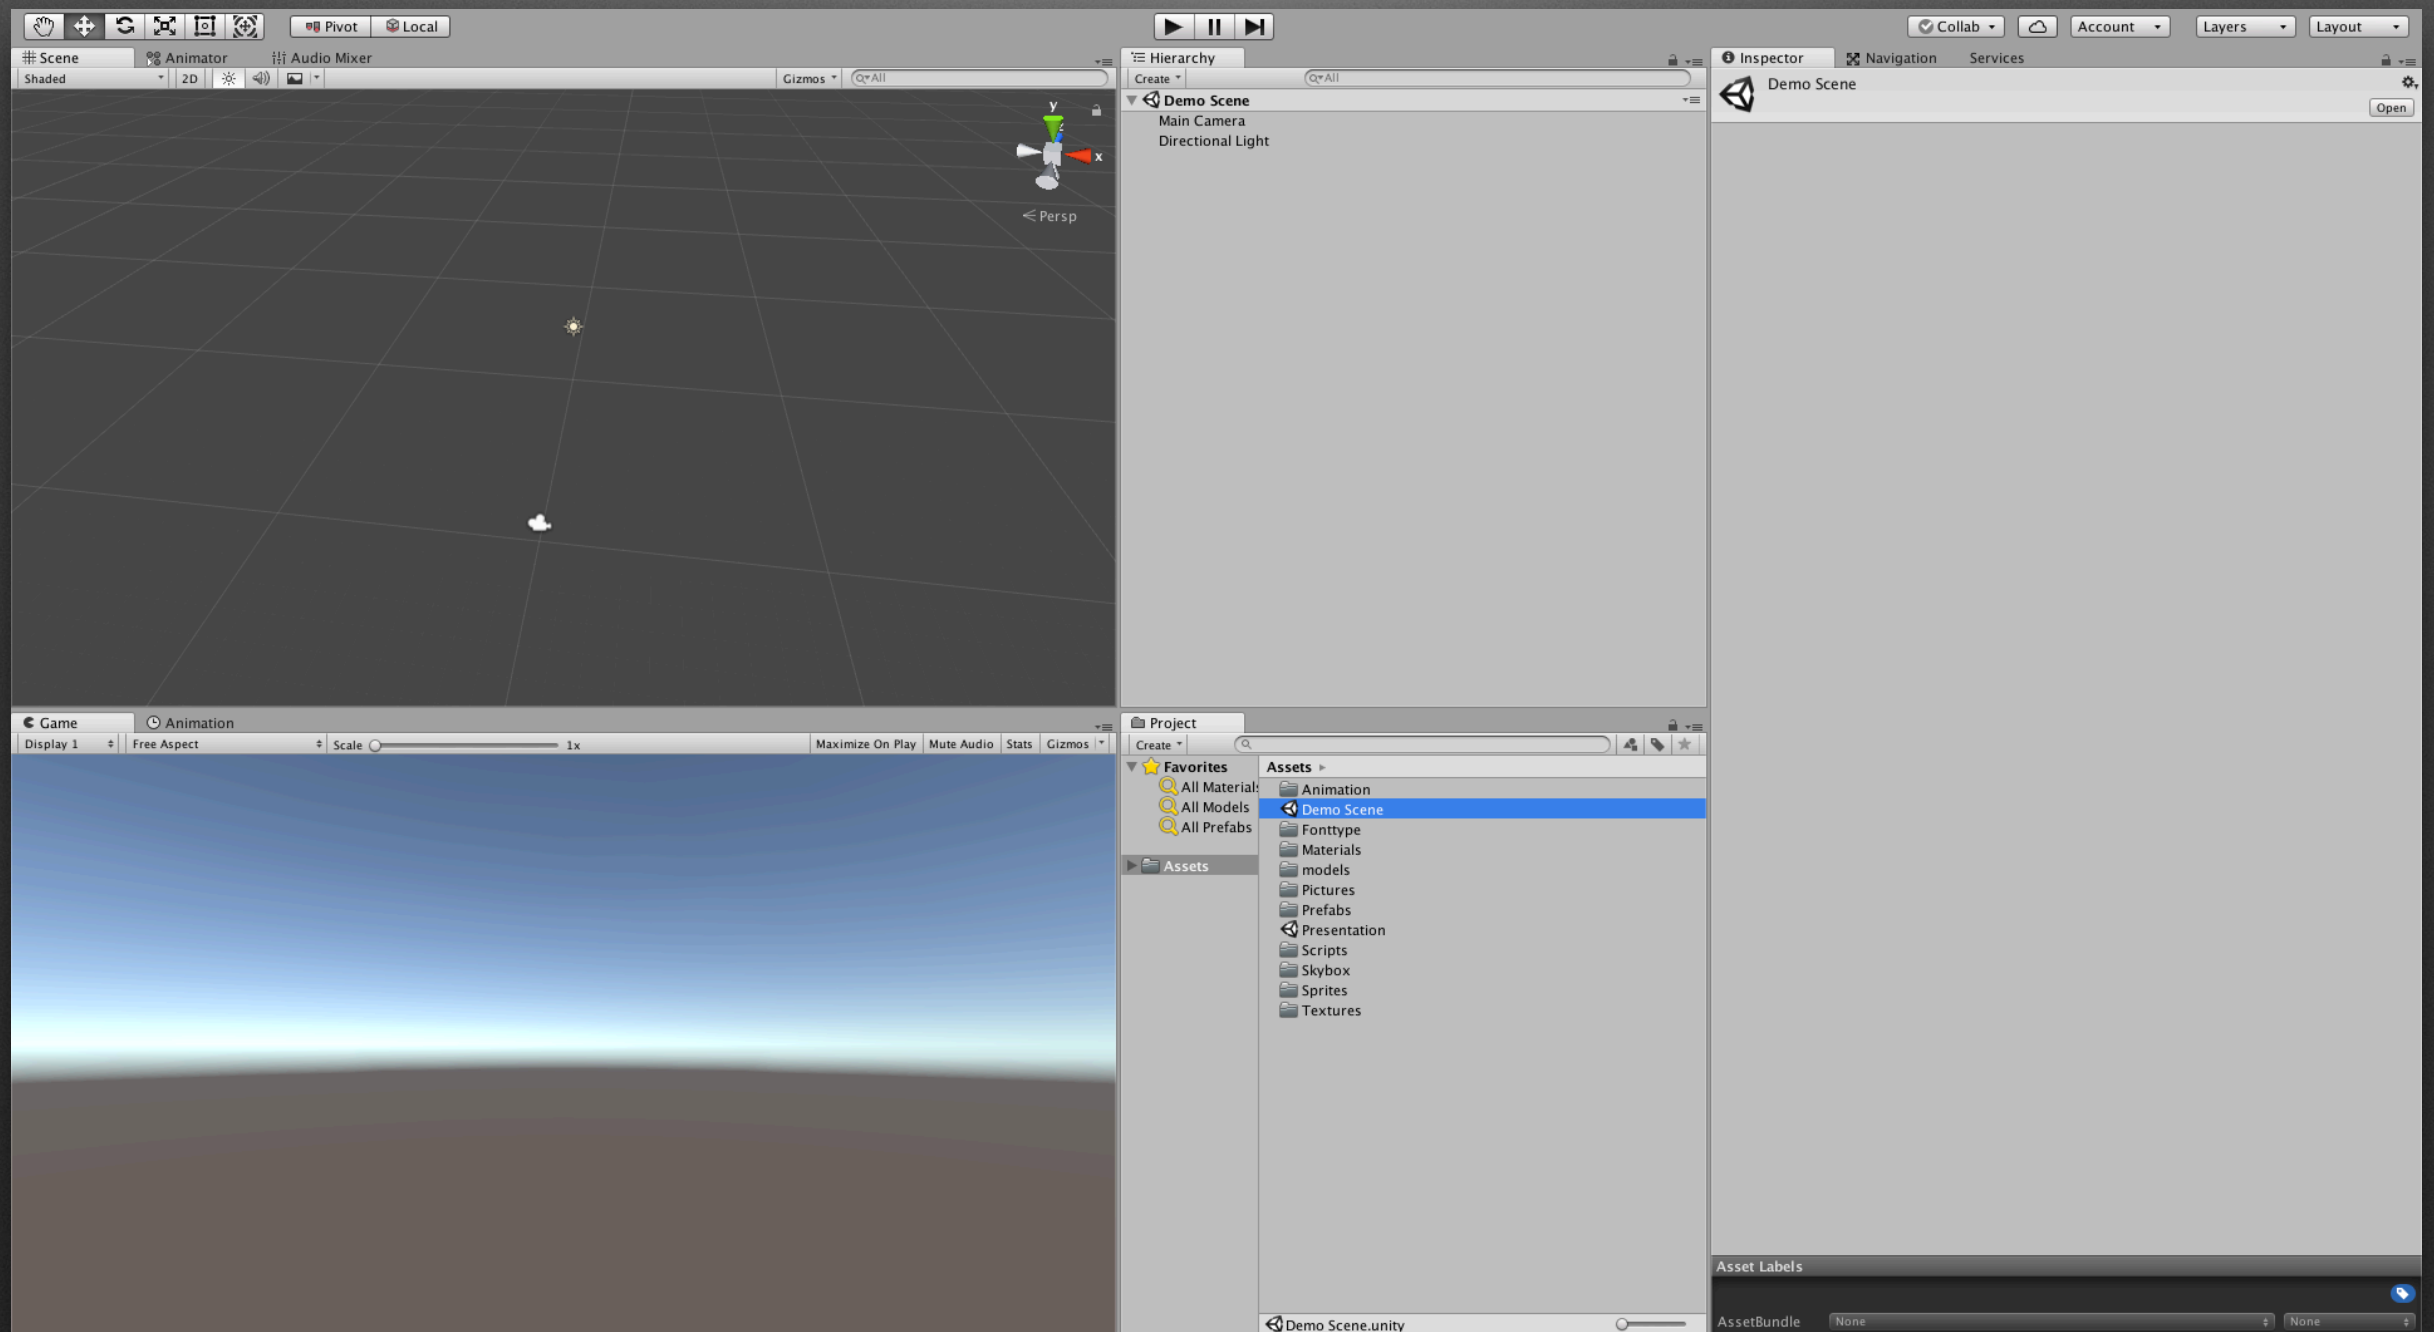 Pivot Local Collab Account Layers Layout
Scene Animator Audio Mixer
Shaded 2D Gizmos All
y
x
z
Persp
Hierarchy
Create All
Demo Scene
Main Camera
Directional Light
Inspector Navigation Services
Demo Scene
Open
Game Animation
Display 1 Free Aspect Scale 1x Maximize On Play Mute Audio Stats Gizmos
Project
Create
Favorites
All Materials
All Models
All Prefabs
Assets
Assets
Animation
Demo Scene
Fonttype
Materials
models
Pictures
Prefabs
Presentation
Scripts
Skybox
Sprites
Textures
Demo Scene.unity
Asset Labels
AssetBundle None None